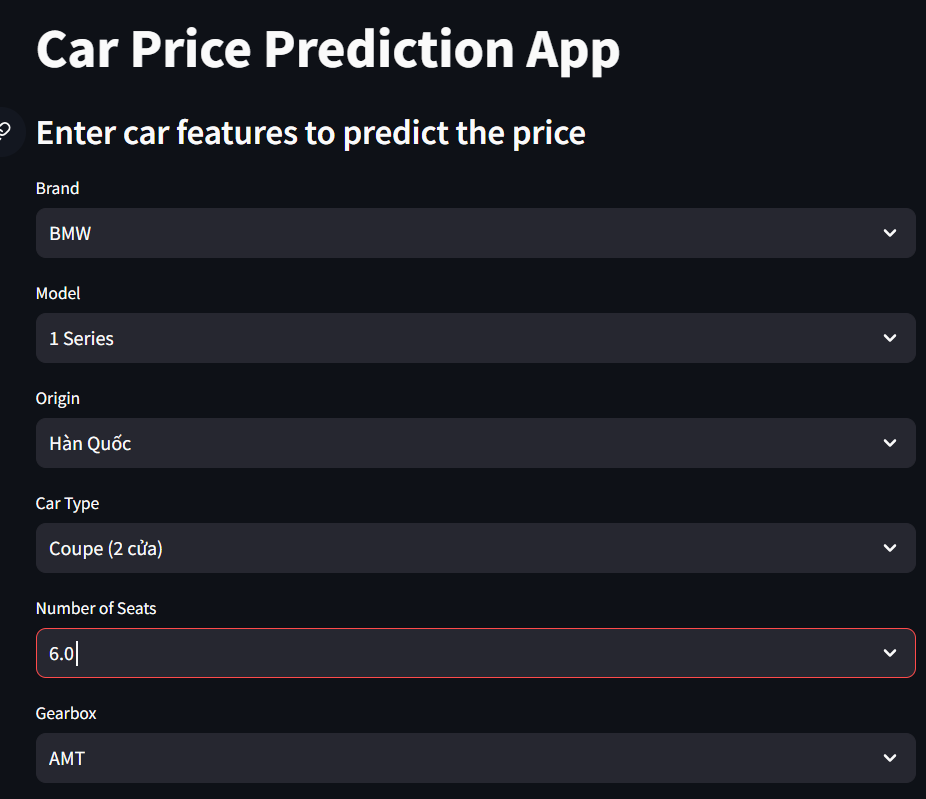 Car Price Prediction App
Enter car features to predict the price
Brand
BMW
Model
1 Series
Origin
Hàn Quốc
Car Type
Coupe (2 cửa)
Number of Seats
6.0
Gearbox
AMT